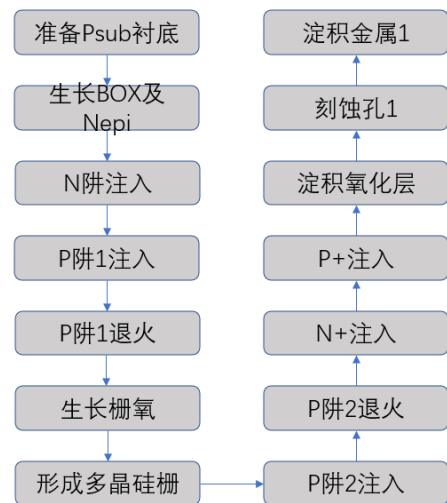 准备Psub衬底
生长BOX及
Nepi
N阱注入
P阱1注入
P阱1退火
生长栅氧
形成多晶硅栅
P阱2注入
P阱2退火
N+注入
P+注入
淀积氧化层
刻蚀孔1
淀积金属1